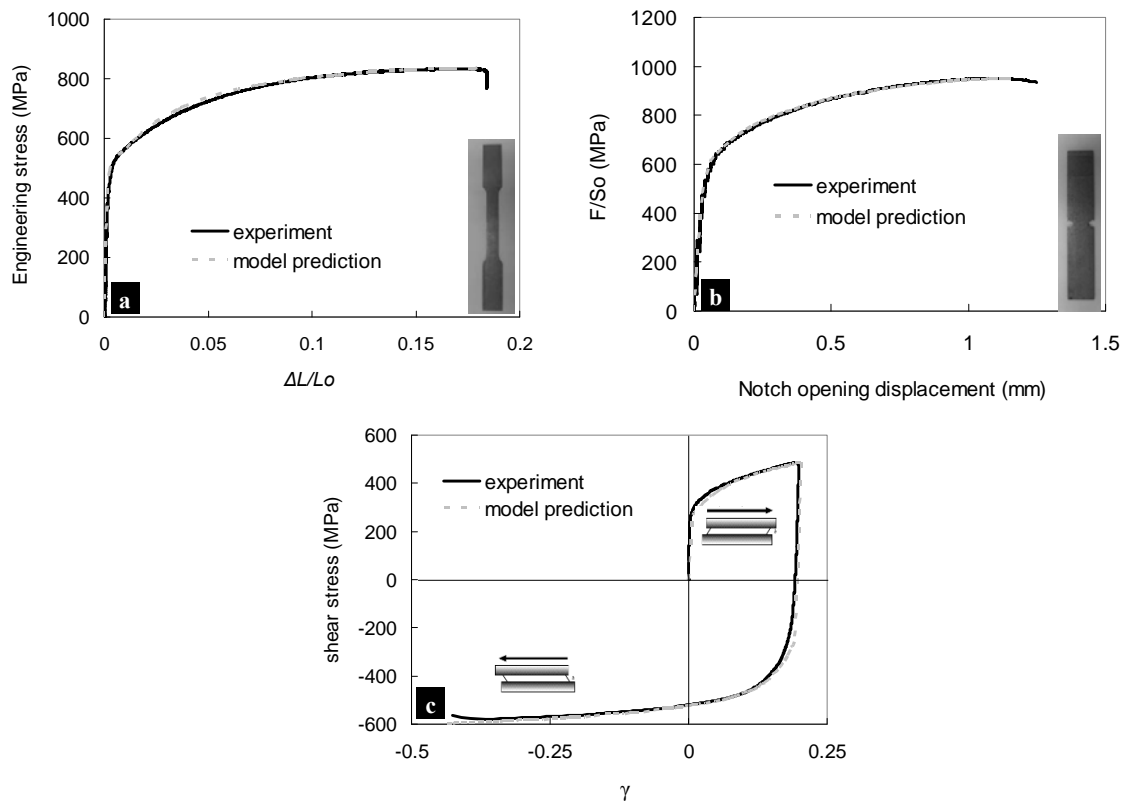 1000
800
600
400
200
0
Engineering stress (MPa)
experiment
model prediction
a
0 0.05 0.1 0.15 0.2
ΔL/Lo
1200
1000
800
600
400
200
0
F/So (MPa)
experiment
model prediction
b
0 0.5 1 1.5
Notch opening displacement (mm)
600
400
200
0
-200
-400
-600
shear stress (MPa)
experiment
model prediction
c
-0.5 -0.25 0 0.25
γ